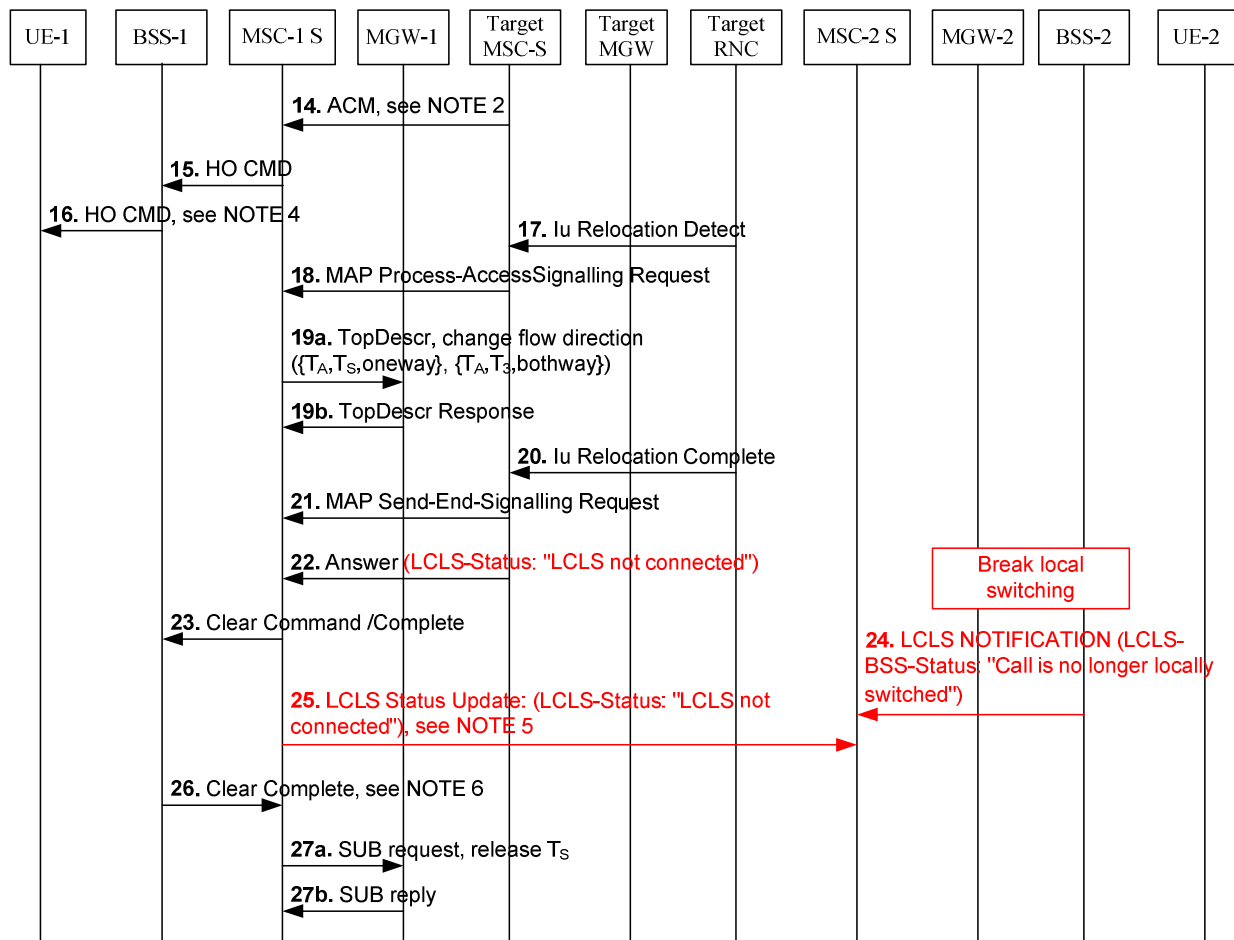 UE-1
BSS-1
MSC-1 S
MGW-1
Target
MSC-S
Target
MGW
Target
RNC
MSC-2 S
MGW-2
BSS-2
UE-2
14. ACM, see NOTE 2
15. HO CMD
16. HO CMD, see NOTE 4
17. Iu Relocation Detect
18. MAP Process-AccessSignalling Request
19a. TopDescr, change flow direction
({TA,TS,oneway}, {TA,T3,bothway})
19b. TopDescr Response
20. Iu Relocation Complete
21. MAP Send-End-Signalling Request
22. Answer (LCLS-Status: "LCLS not connected")
Break local
switching
23. Clear Command /Complete
24. LCLS NOTIFICATION (LCLS-
BSS-Status: "Call is no longer locally
switched")
25. LCLS Status Update: (LCLS-Status: "LCLS not
connected"), see NOTE 5
26. Clear Complete, see NOTE 6
27a. SUB request, release TS
27b. SUB reply